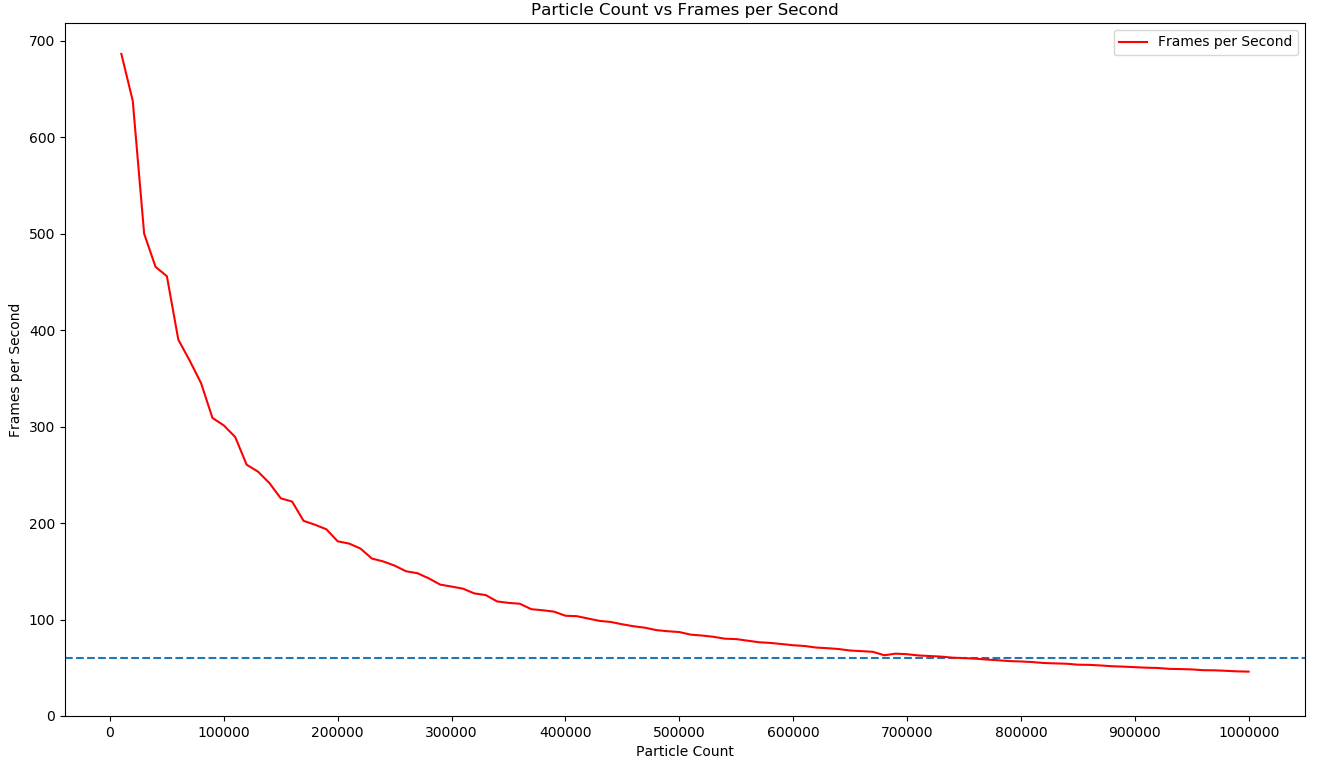 Particle Count vs Frames per Second
Frames per Second
700
600
500
400
300
200
100
0
Frames per Second
0 100000 200000 300000 400000 500000 600000 700000 800000 900000 1000000
Particle Count